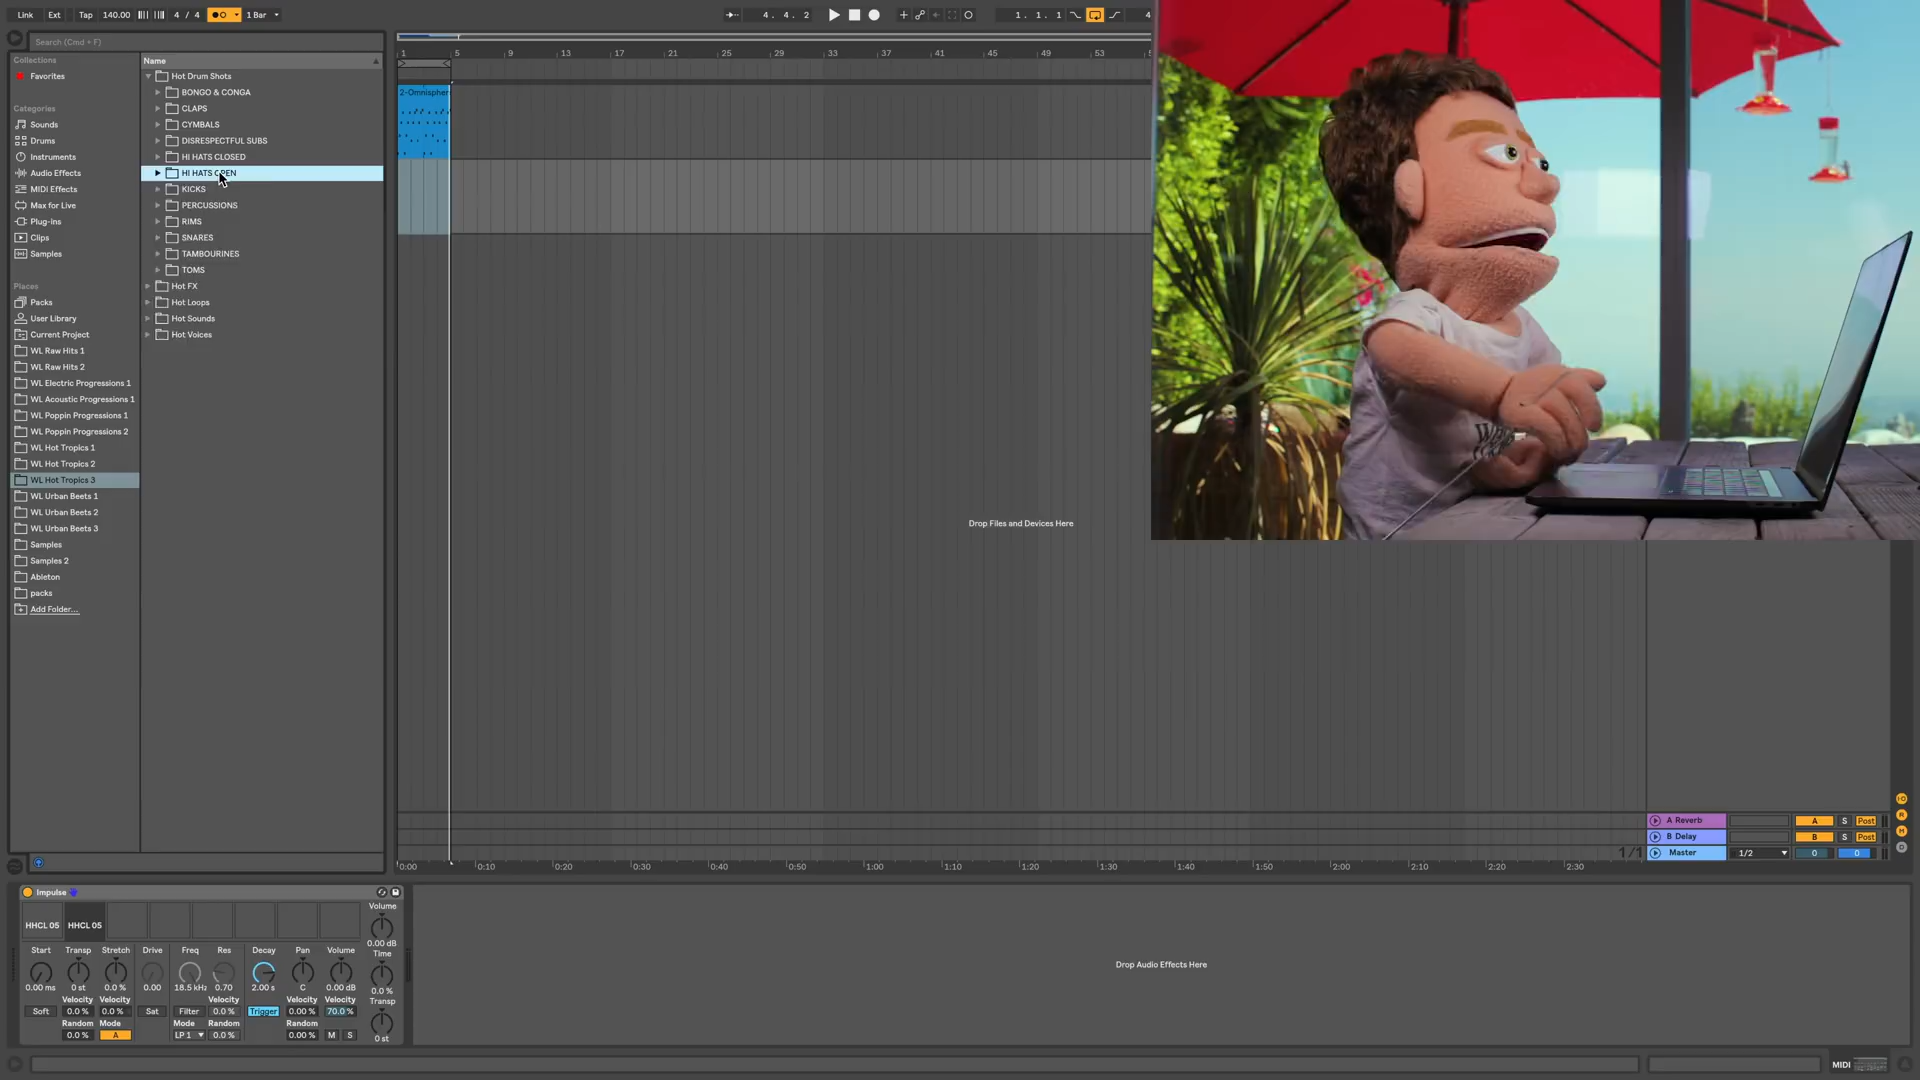 Link Ext Tap 140.00 4 / 4 1 Bar 4. 4. 2 1. 1. 1 4
Search (Cmd + F)
Collections
Favorites
Categories
Sounds
Drums
Instruments
Audio Effects
MIDI Effects
Max for Live
Plug-ins
Clips
Samples
Places
Packs
User Library
Current Project
WL Raw Hits 1
WL Raw Hits 2
WL Electric Progressions 1
WL Acoustic Progressions 1
WL Poppin Progressions 1
WL Poppin Progressions 2
WL Hot Tropics 1
WL Hot Tropics 2
WL Hot Tropics 3
WL Urban Beets 1
WL Urban Beets 2
WL Urban Beets 3
Samples
Samples 2
Ableton
packs
Add Folder...
Name
Hot Drum Shots
BONGO & CONGA
CLAPS
CYMBALS
DISRESPECTFUL SUBS
HI HATS CLOSED
HI HATS OPEN
KICKS
PERCUSSIONS
RIMS
SNARES
TAMBOURINES
TOMS
Hot FX
Hot Loops
Hot Sounds
Hot Voices
1 5 9 13 17 21 25 29 33 37 41 45 49 53
2-Omnispher
Drop Files and Devices Here
A Reverb A S Post
B Delay B S Post
1/1 Master 1/2 0 0
0:00 0:10 0:20 0:30 0:40 0:50 1:00 1:10 1:20 1:30 1:40 1:50 2:00 2:10 2:20 2:30
Impulse
HHCL 05 HHCL 05
Start Transp Stretch Drive Freq Res Decay Pan Volume
0.00 ms 0 st 0.0 % 0.00 18.5 kHz 0.70 2.00 s C 0.00 dB
Velocity Velocity Velocity Velocity Velocity
Soft 0.0 % 0.0 % Sat Filter 0.0 % Trigger 0.00 % 70.0 %
Random Mode Mode Random Random
0.0 % A LP 1 0.0 % 0.00 % M S
Volume
0.00 dB
Time
0.0 %
Transp
0 st
Drop Audio Effects Here
MIDI